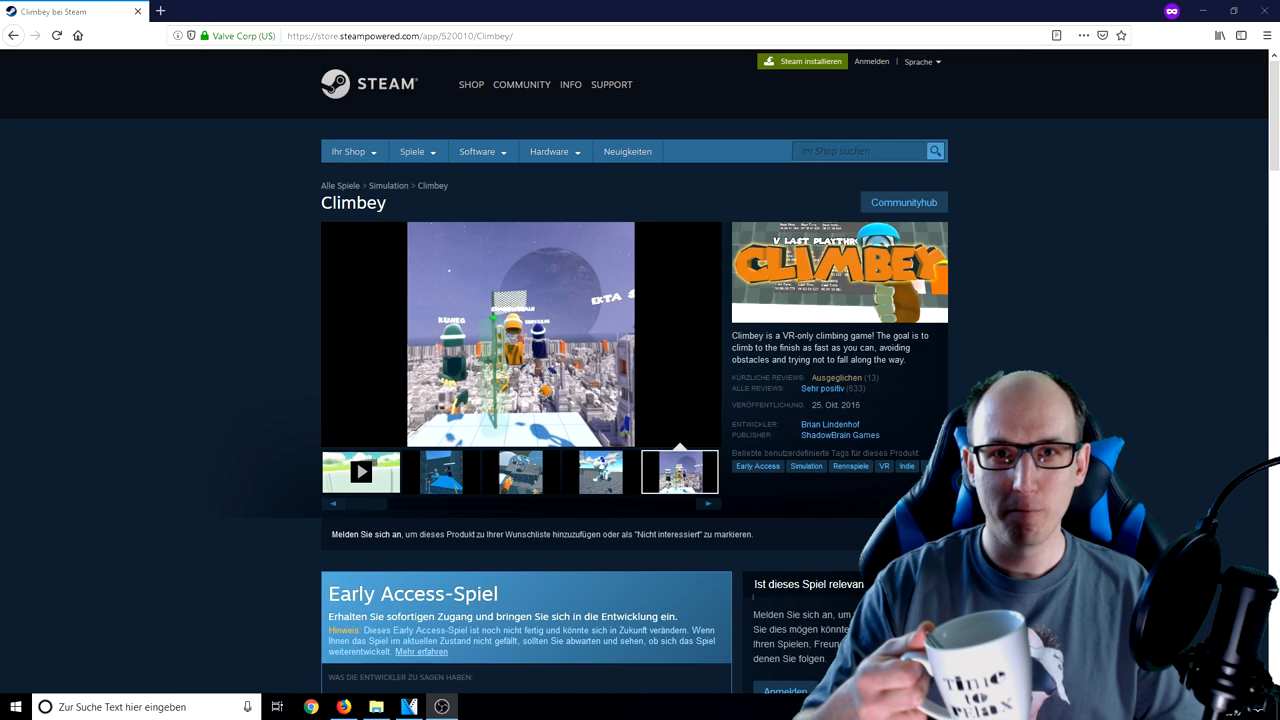 Climbey bei Steam
Valve Corp (US)
https://store.steampowered.com/app/520010/Climbey/
Steam installieren
Anmelden | Sprache
STEAM
SHOP COMMUNITY INFO SUPPORT
Ihr Shop Spiele Software Hardware Neuigkeiten
Im Shop suchen
Alle Spiele > Simulation > Climbey
Climbey
Communityhub
V LAST PLAYTHR
CLIMBEY
KUNEG
EKTA
Climbey is a VR-only climbing game! The goal is to
climb to the finish as fast as you can, avoiding
obstacles and trying not to fall along the way.
KÜRZLICHE REVIEWS: Ausgeglichen (13)
ALLE REVIEWS: Sehr positiv (633)
VERÖFFENTLICHUNG: 25. Okt. 2016
ENTWICKLER: Brian Lindenhof
PUBLISHER: ShadowBrain Games
Beliebte benutzerdefinierte Tags für dieses Produkt:
Early Access Simulation Rennspiele VR Indie
Melden Sie sich an, um dieses Produkt zu Ihrer Wunschliste hinzuzufügen oder als "Nicht interessiert" zu markieren.
Early Access-Spiel
Erhalten Sie sofortigen Zugang und bringen Sie sich in die Entwicklung ein.
Hinweis: Dieses Early Access-Spiel ist noch nicht fertig und könnte sich in Zukunft verändern. Wenn
Ihnen das Spiel im aktuellen Zustand nicht gefällt, sollten Sie abwarten und sehen, ob sich das Spiel
weiterentwickelt. Mehr erfahren
WAS DIE ENTWICKLER ZU SAGEN HABEN:
Ist dieses Spiel relevan
Melden Sie sich an, um
Sie dies mögen könnte
Ihren Spielen, Freun
denen Sie folgen.
Anmelden
TIME
TO
RELAX
Zur Suche Text hier eingeben